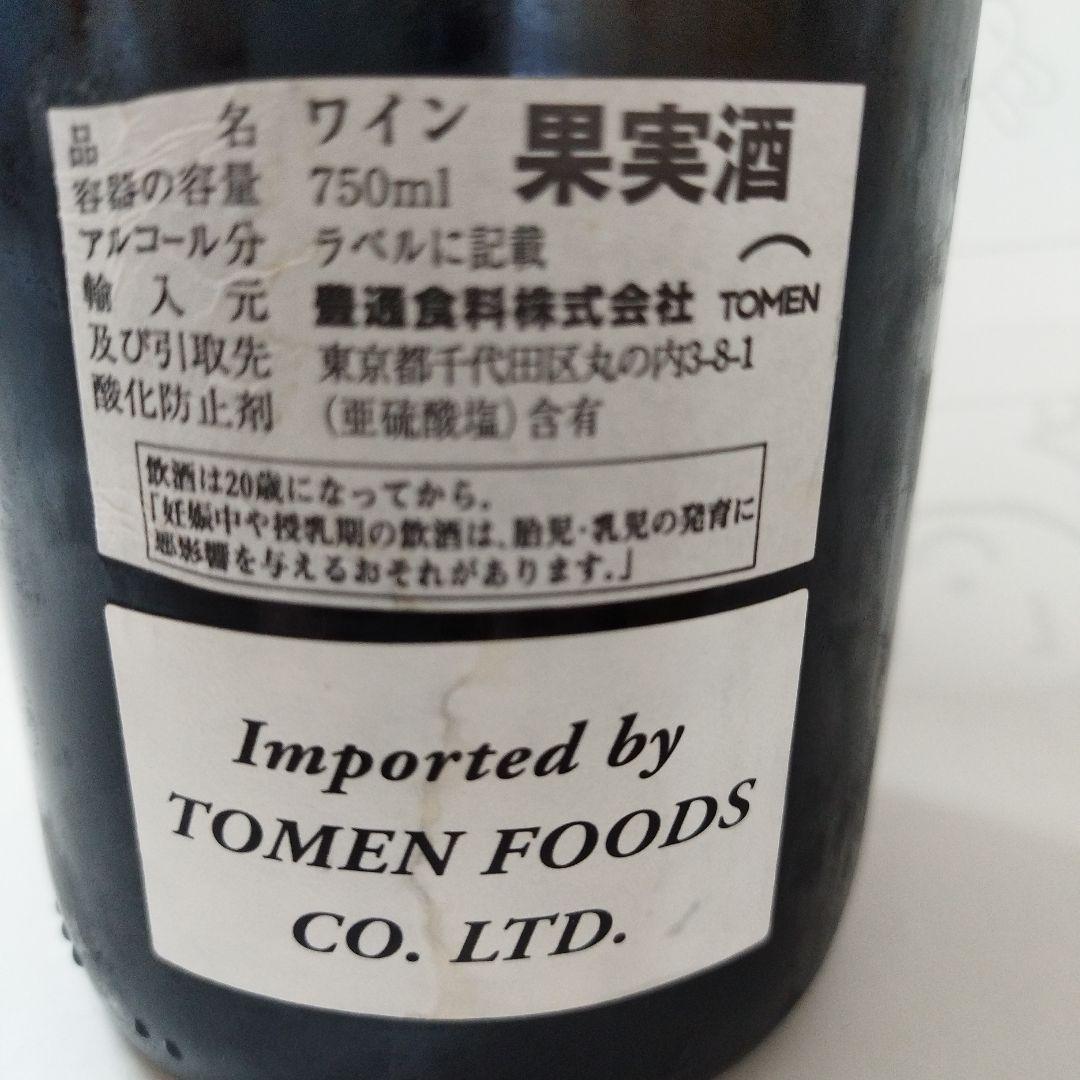 品名 ワイン 果実酒
容器の容量 750ml
アルコール分 ラベルに記載
輸入元 豊通食料株式会社 TOMEN
及び引取先 東京都千代田区丸の内3-8-1
酸化防止剤 (亜硫酸塩)含有
飲酒は20歳になってから。
「妊娠中や授乳期の飲酒は、胎児・乳児の発育に
悪影響を与えるおそれがあります。」
Imported by
TOMEN FOODS
CO. LTD.